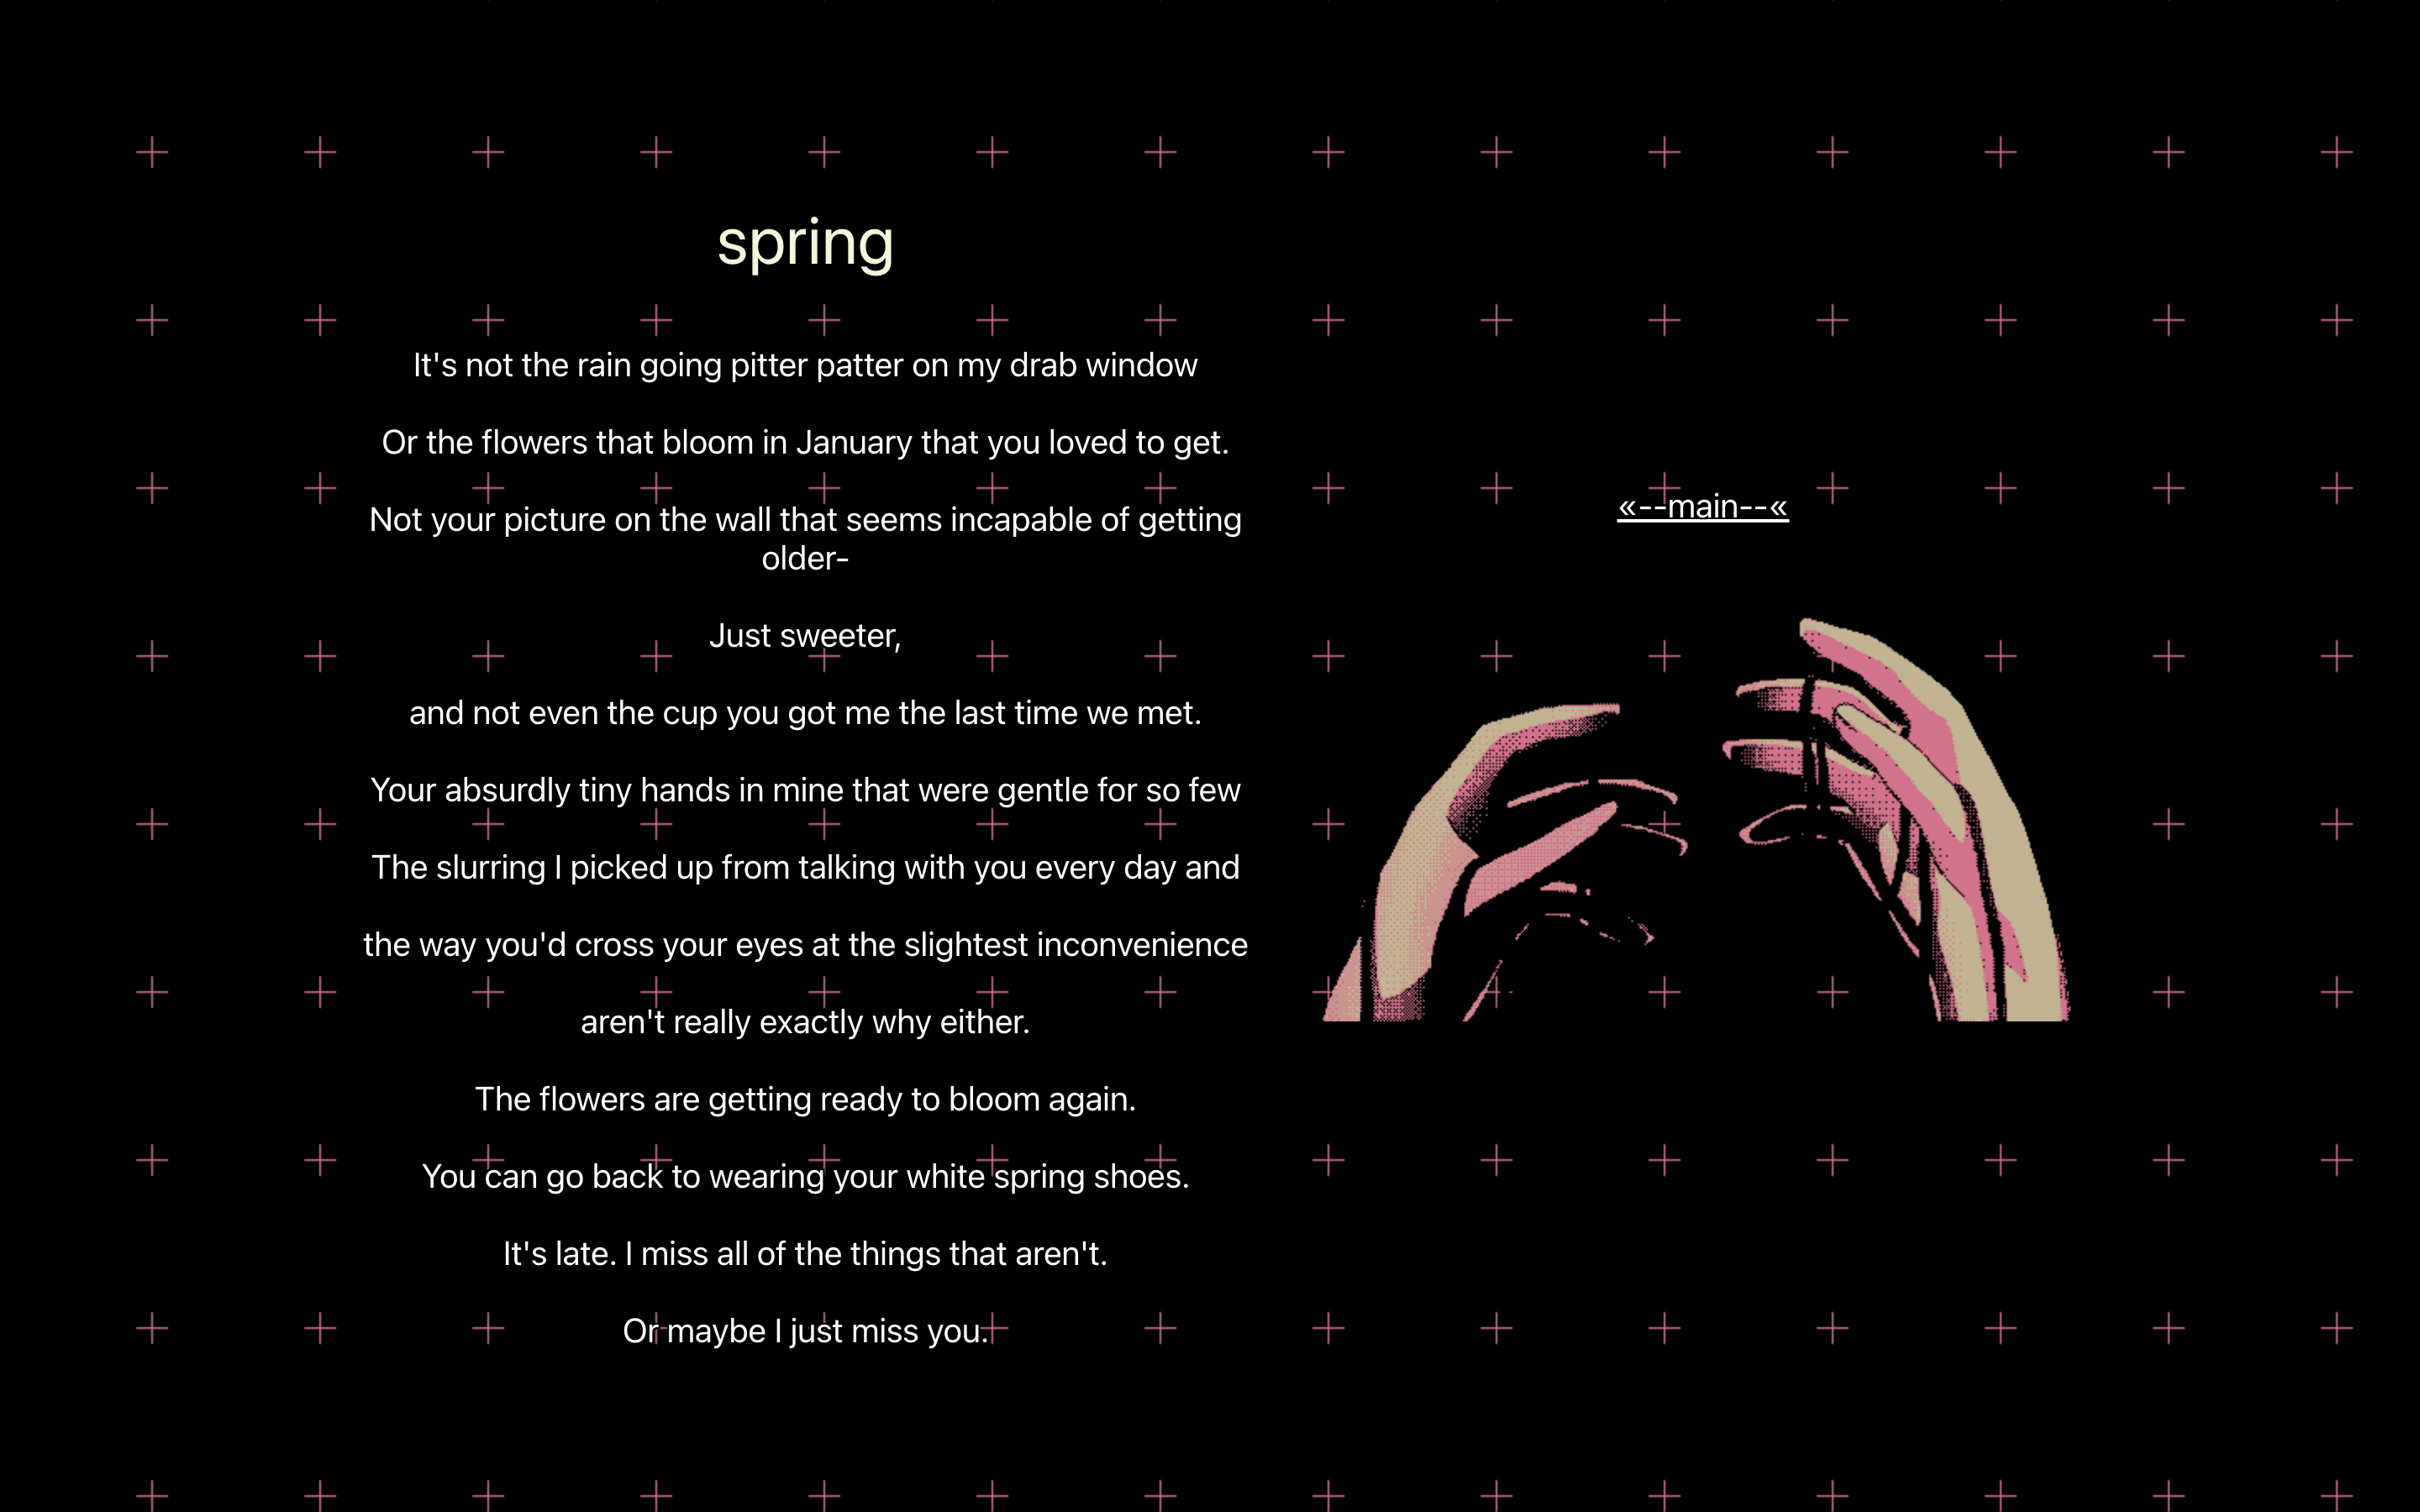 spring
It's not the rain going pitter patter on my drab window
Or the flowers that bloom in January that you loved to get.
Not your picture on the wall that seems incapable of getting
older-
Just sweeter,
and not even the cup you got me the last time we met.
Your absurdly tiny hands in mine that were gentle for so few
The slurring I picked up from talking with you every day and
the way you'd cross your eyes at the slightest inconvenience
aren't really exactly why either.
The flowers are getting ready to bloom again.
You can go back to wearing your white spring shoes.
It's late. I miss all of the things that aren't.
Or maybe I just miss you.
«--main--«